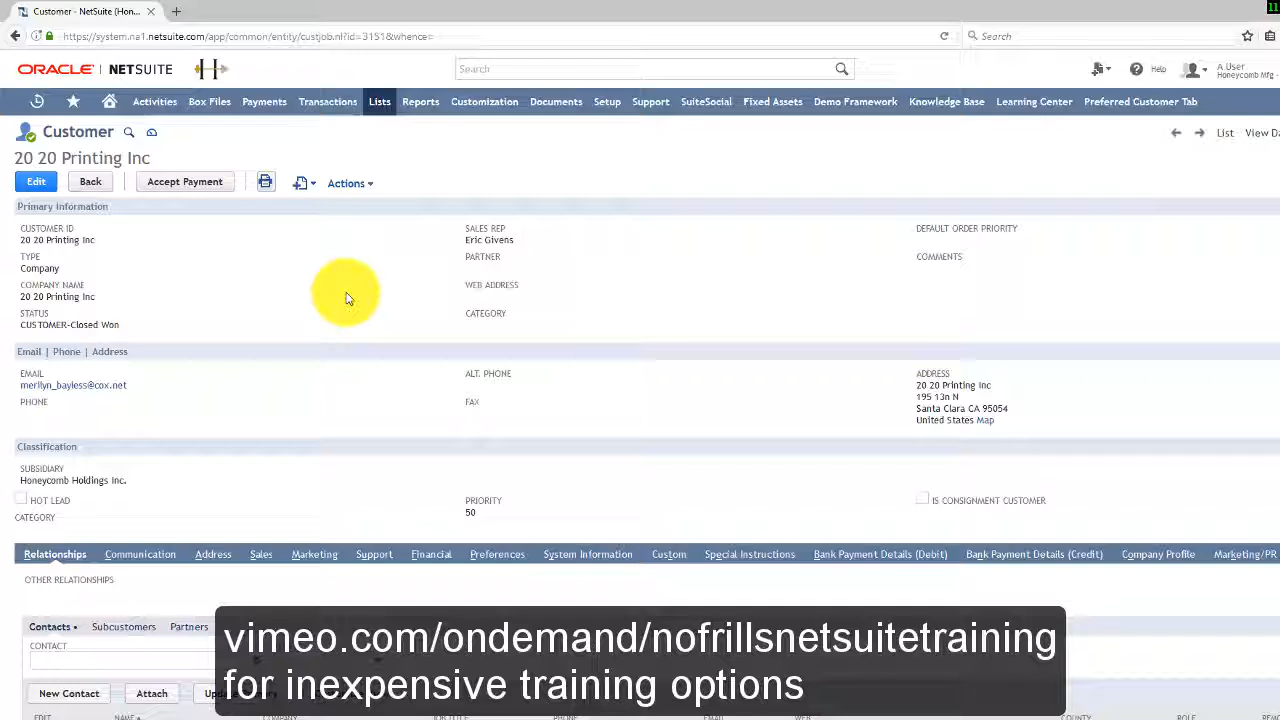 11
Customer - NetSuite (Hon...
https://system.na1.netsuite.com/app/common/entity/custjob.nl?id=3151&whence=
Search
ORACLE NETSUITE
Search
Help
A User
Honeycomb Mfg -
Activities Box Files Payments Transactions Lists Reports Customization Documents Setup Support SuiteSocial Fixed Assets Demo Framework Knowledge Base Learning Center Preferred Customer Tab
Customer
List View Da
20 20 Printing Inc
Edit Back Accept Payment Actions
Primary Information
CUSTOMER ID SALES REP DEFAULT ORDER PRIORITY
20 20 Printing Inc Eric Givens
TYPE PARTNER COMMENTS
Company
COMPANY NAME WEB ADDRESS
20 20 Printing Inc
STATUS CATEGORY
CUSTOMER-Closed Won
Email | Phone | Address
EMAIL ALT. PHONE ADDRESS
merilyn_bayless@cox.net 20 20 Printing Inc
195 13n N
PHONE FAX
Santa Clara CA 95054
United States Map
Classification
SUBSIDIARY
Honeycomb Holdings Inc.
HOT LEAD PRIORITY IS CONSIGNMENT CUSTOMER
50
CATEGORY
Relationships Communication Address Sales Marketing Support Financial Preferences System Information Custom Special Instructions Bank Payment Details (Debit) Bank Payment Details (Credit) Company Profile Marketing/PR
OTHER RELATIONSHIPS
Contacts • Subcustomers Partners
CONTACT
New Contact Attach
vimeo.com/ondemand/nofrillsnetsuitetraining
for inexpensive training options
EDIT